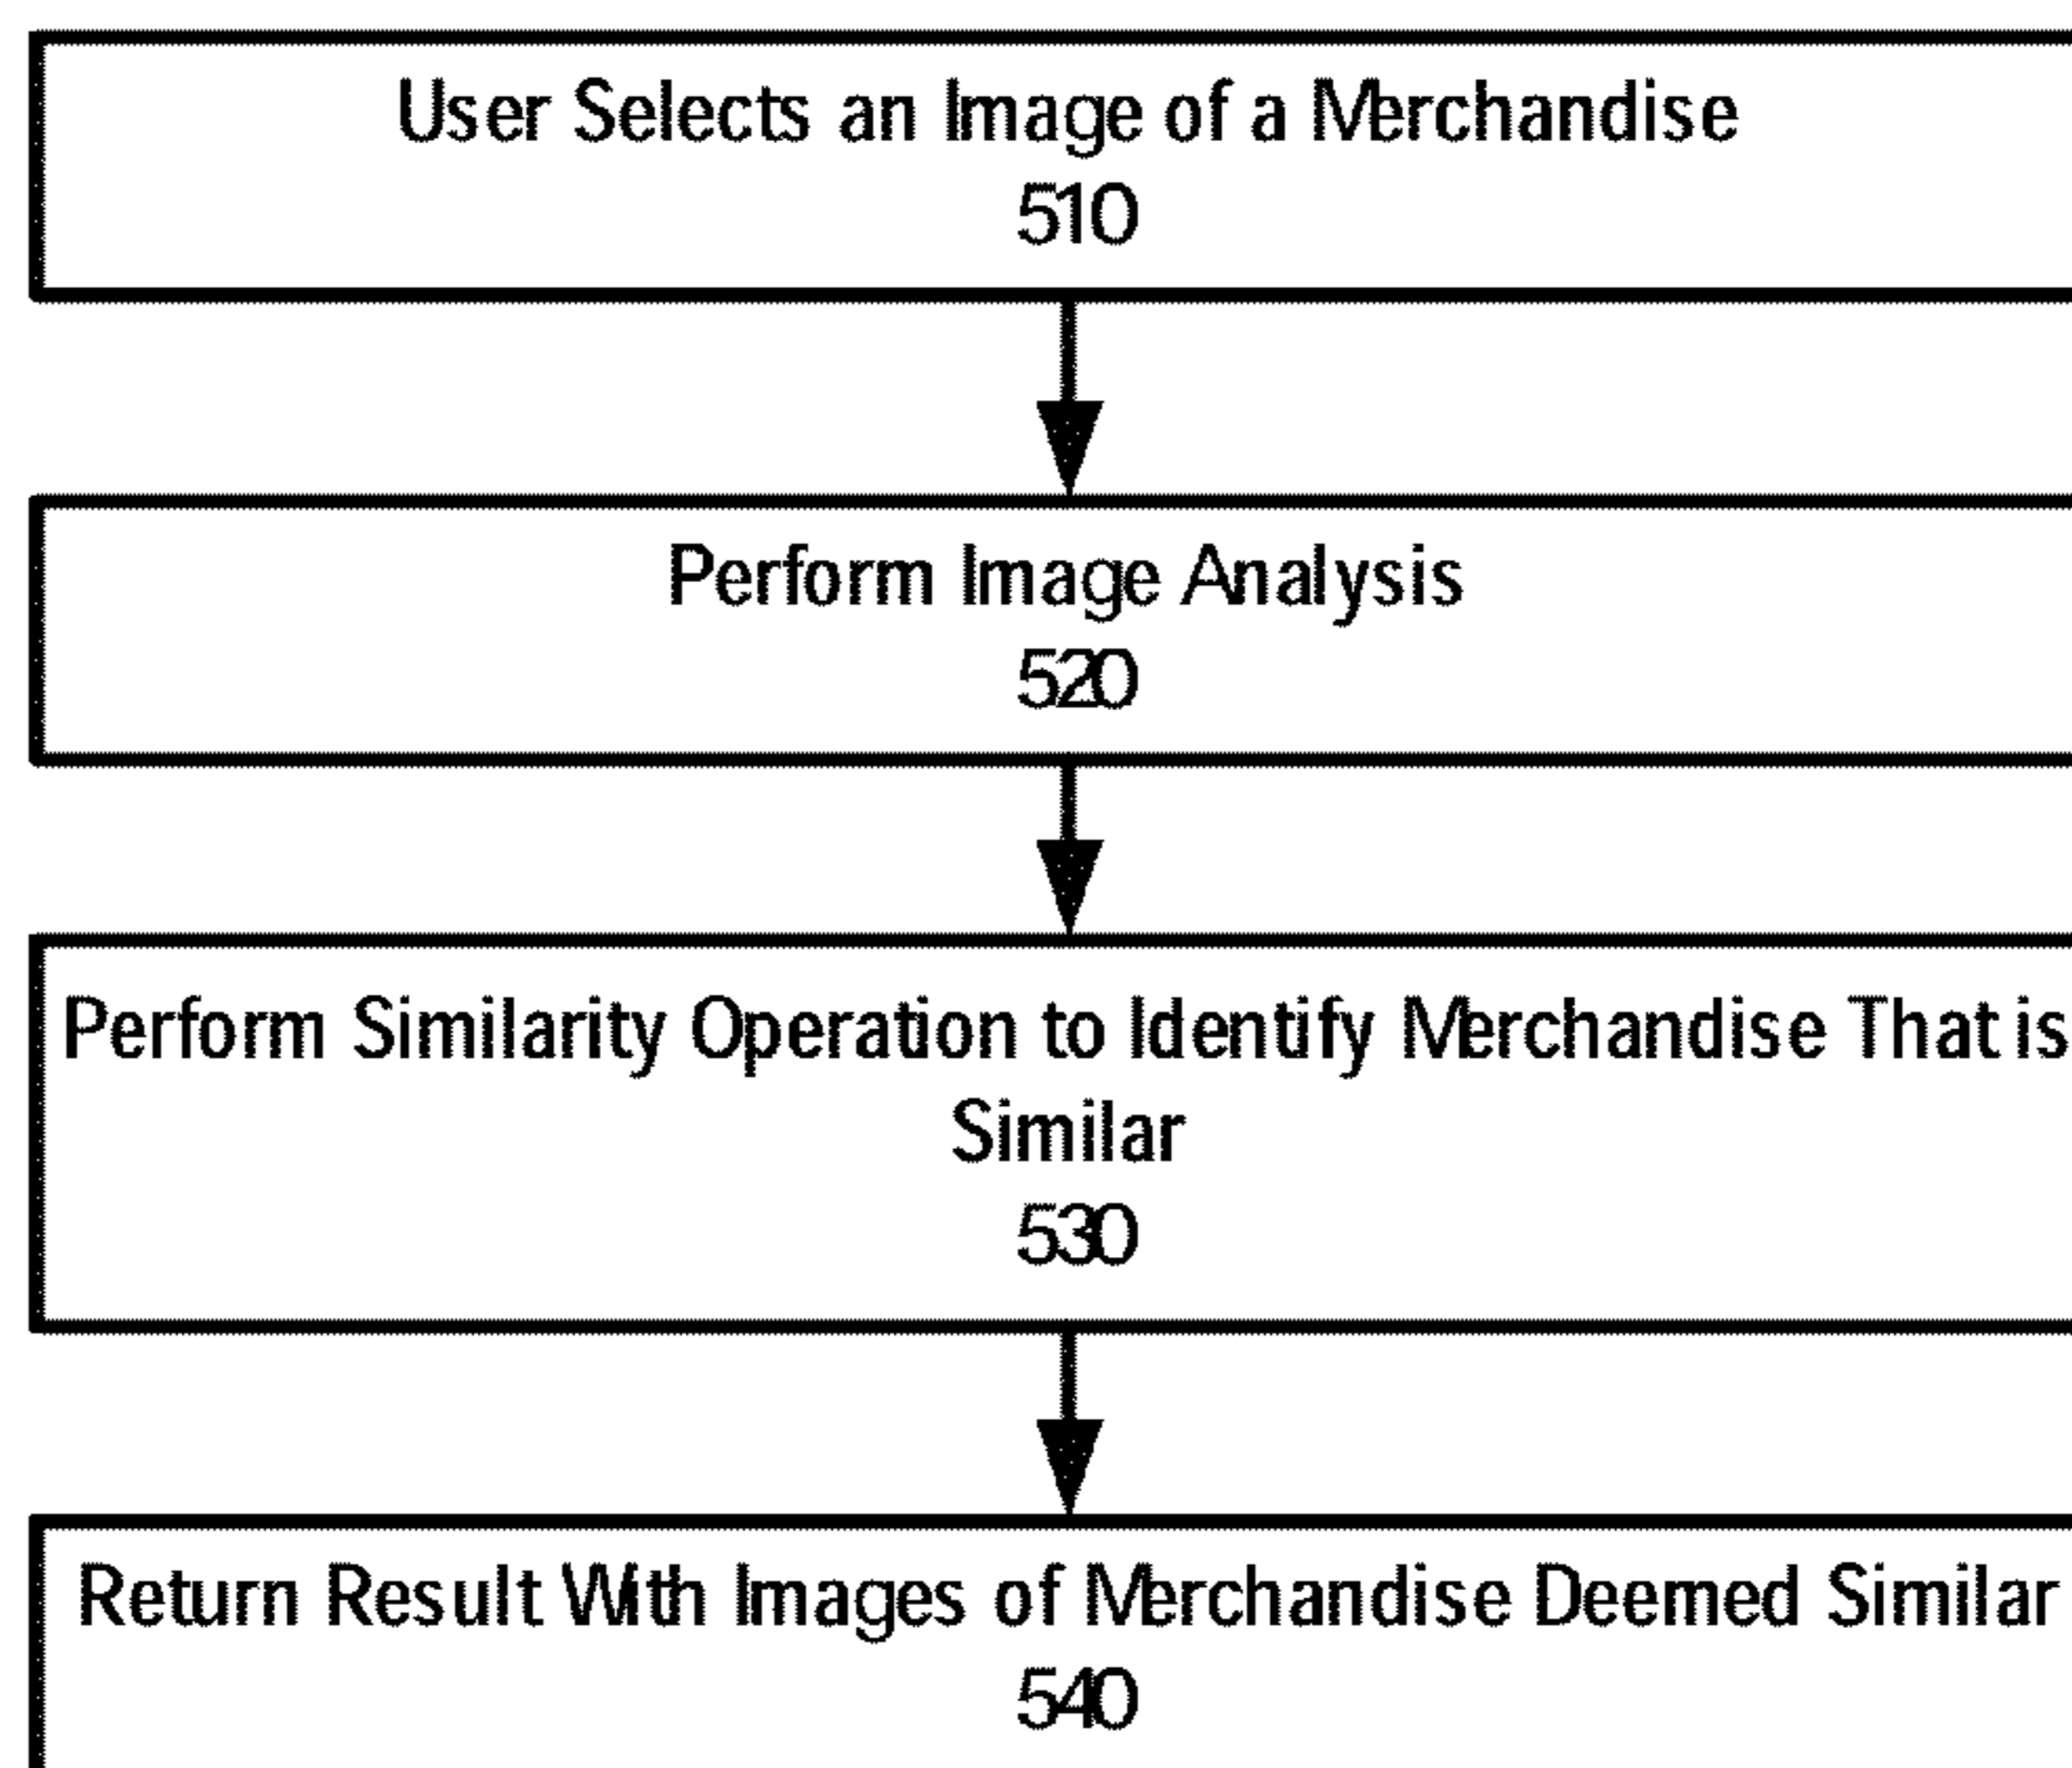 User Selects an Image of a Merchandise
510
Perform Image Analysis
520
Perform Similarity Operation to Identify Merchandise That is
Similar
530
Return Result With Images of Merchandise Deemed Similar
540